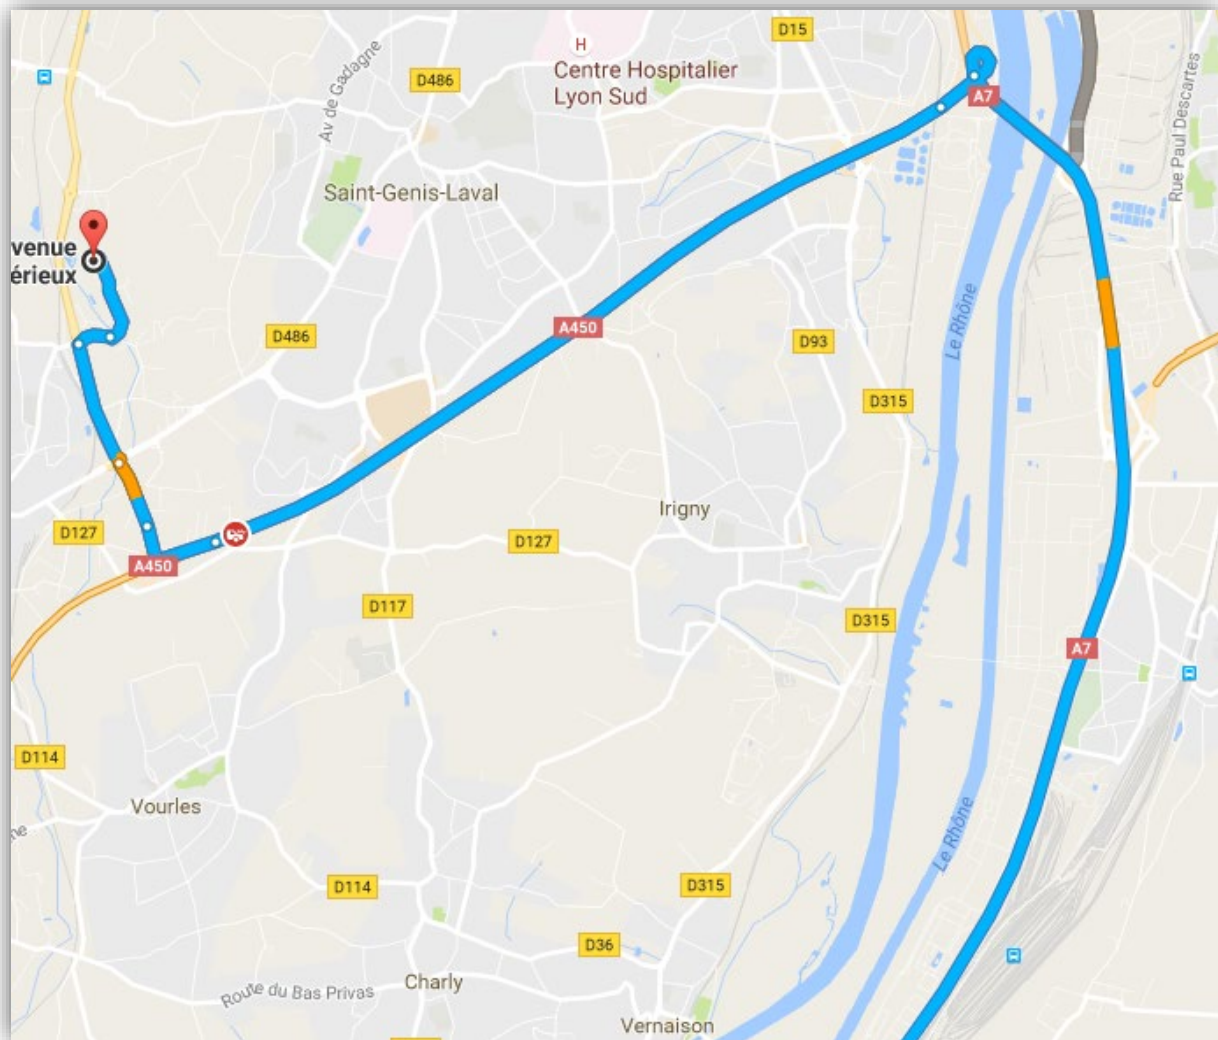 D15
H
Centre Hospitalier
Lyon Sud
D486
Av de Gadagne
A7
Rue Paul Descartes
Saint-Genis-Laval
venue
érieux
D486
A450
D93
Le Rhône
D315
Irigny
D127
D127
A450
D117
D315
A7
D114
Vourles
ne
Le Rhône
D114
D315
D36
Charly
Route du Bas Privas
Vernaison